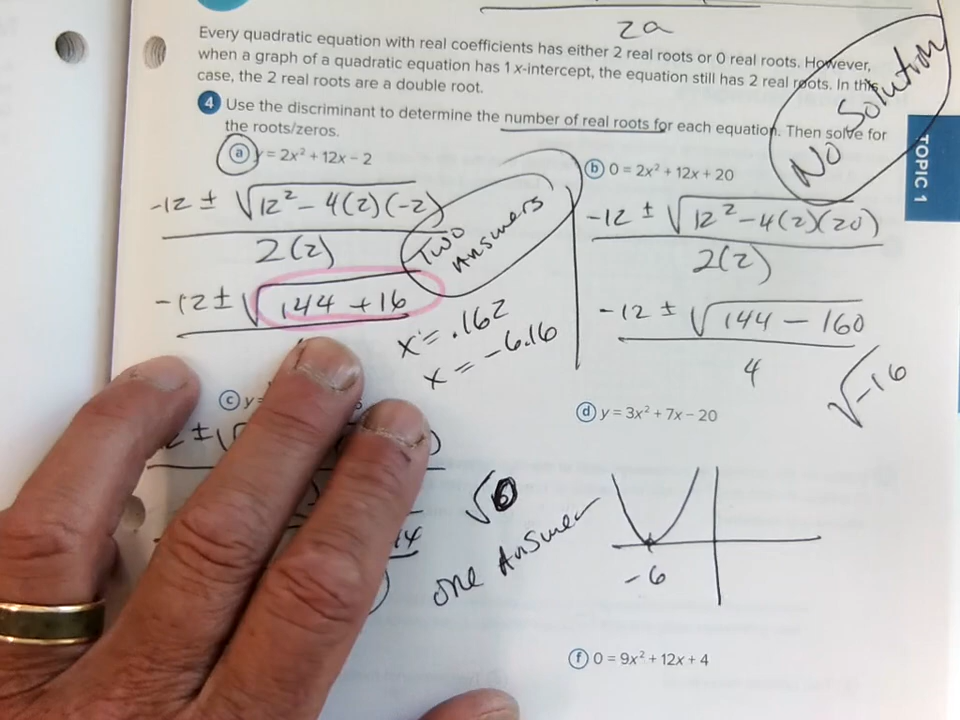 2a
Every quadratic equation with real coefficients has either 2 real roots or 0 real roots. However,
when a graph of a quadratic equation has 1 x-intercept, the equation still has 2 real roots. In this
case, the 2 real roots are a double root.
No Solution
4 Use the discriminant to determine the number of real roots for each equation. Then solve for
the roots/zeros.
TOPIC 1
a y = 2x² + 12x − 2
-12 ± √12² - 4(2)(-2)
2(2)
Two
Answers
-12 ± √144 + 16
x = .162
x = -6.16
b 0 = 2x² + 12x + 20
-12 ± √12² - 4(2)(20)
2(2)
-12 ± √144 - 160
4
√-16
c y
√0
one Answer
d y = 3x² + 7x − 20
-6
f 0 = 9x² + 12x + 4